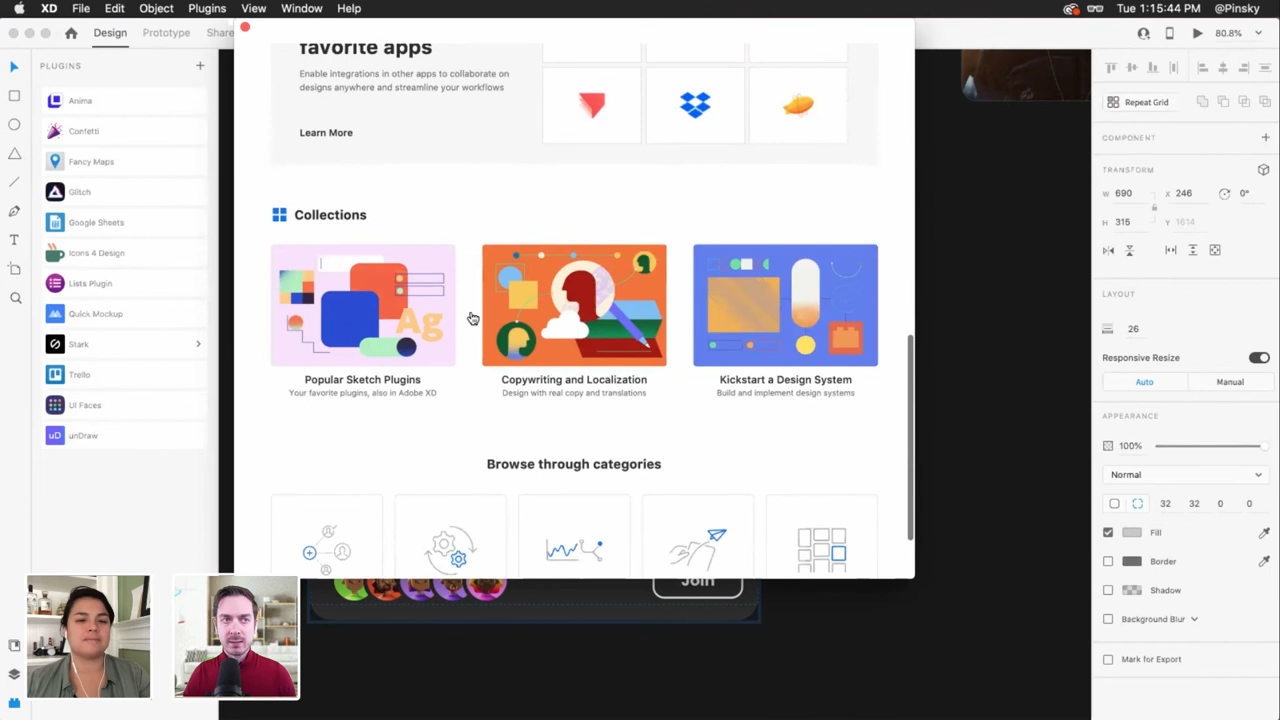 XD File Edit Object Plugins View Window Help
Tue 1:15:44 PM @Pinsky
Design Prototype Share
80.8%
PLUGINS
Anima
Confetti
Fancy Maps
Glitch
Google Sheets
Icons 4 Design
Lists Plugin
Quick Mockup
Stark
Trello
UI Faces
uD unDraw
favorite apps
Enable integrations in other apps to collaborate on
designs anywhere and streamline your workflows
Learn More
Collections
Ag
Popular Sketch Plugins
Your favorite plugins, also in Adobe XD
Copywriting and Localization
Design with real copy and translations
Kickstart a Design System
Build and implement design systems
Browse through categories
Join
Repeat Grid
COMPONENT
TRANSFORM
W 690 X 246 0°
H 315 Y 1614
LAYOUT
26
Responsive Resize
Auto Manual
APPEARANCE
100%
Normal
32 32 0 0
Fill
Border
Shadow
Background Blur
Mark for Export